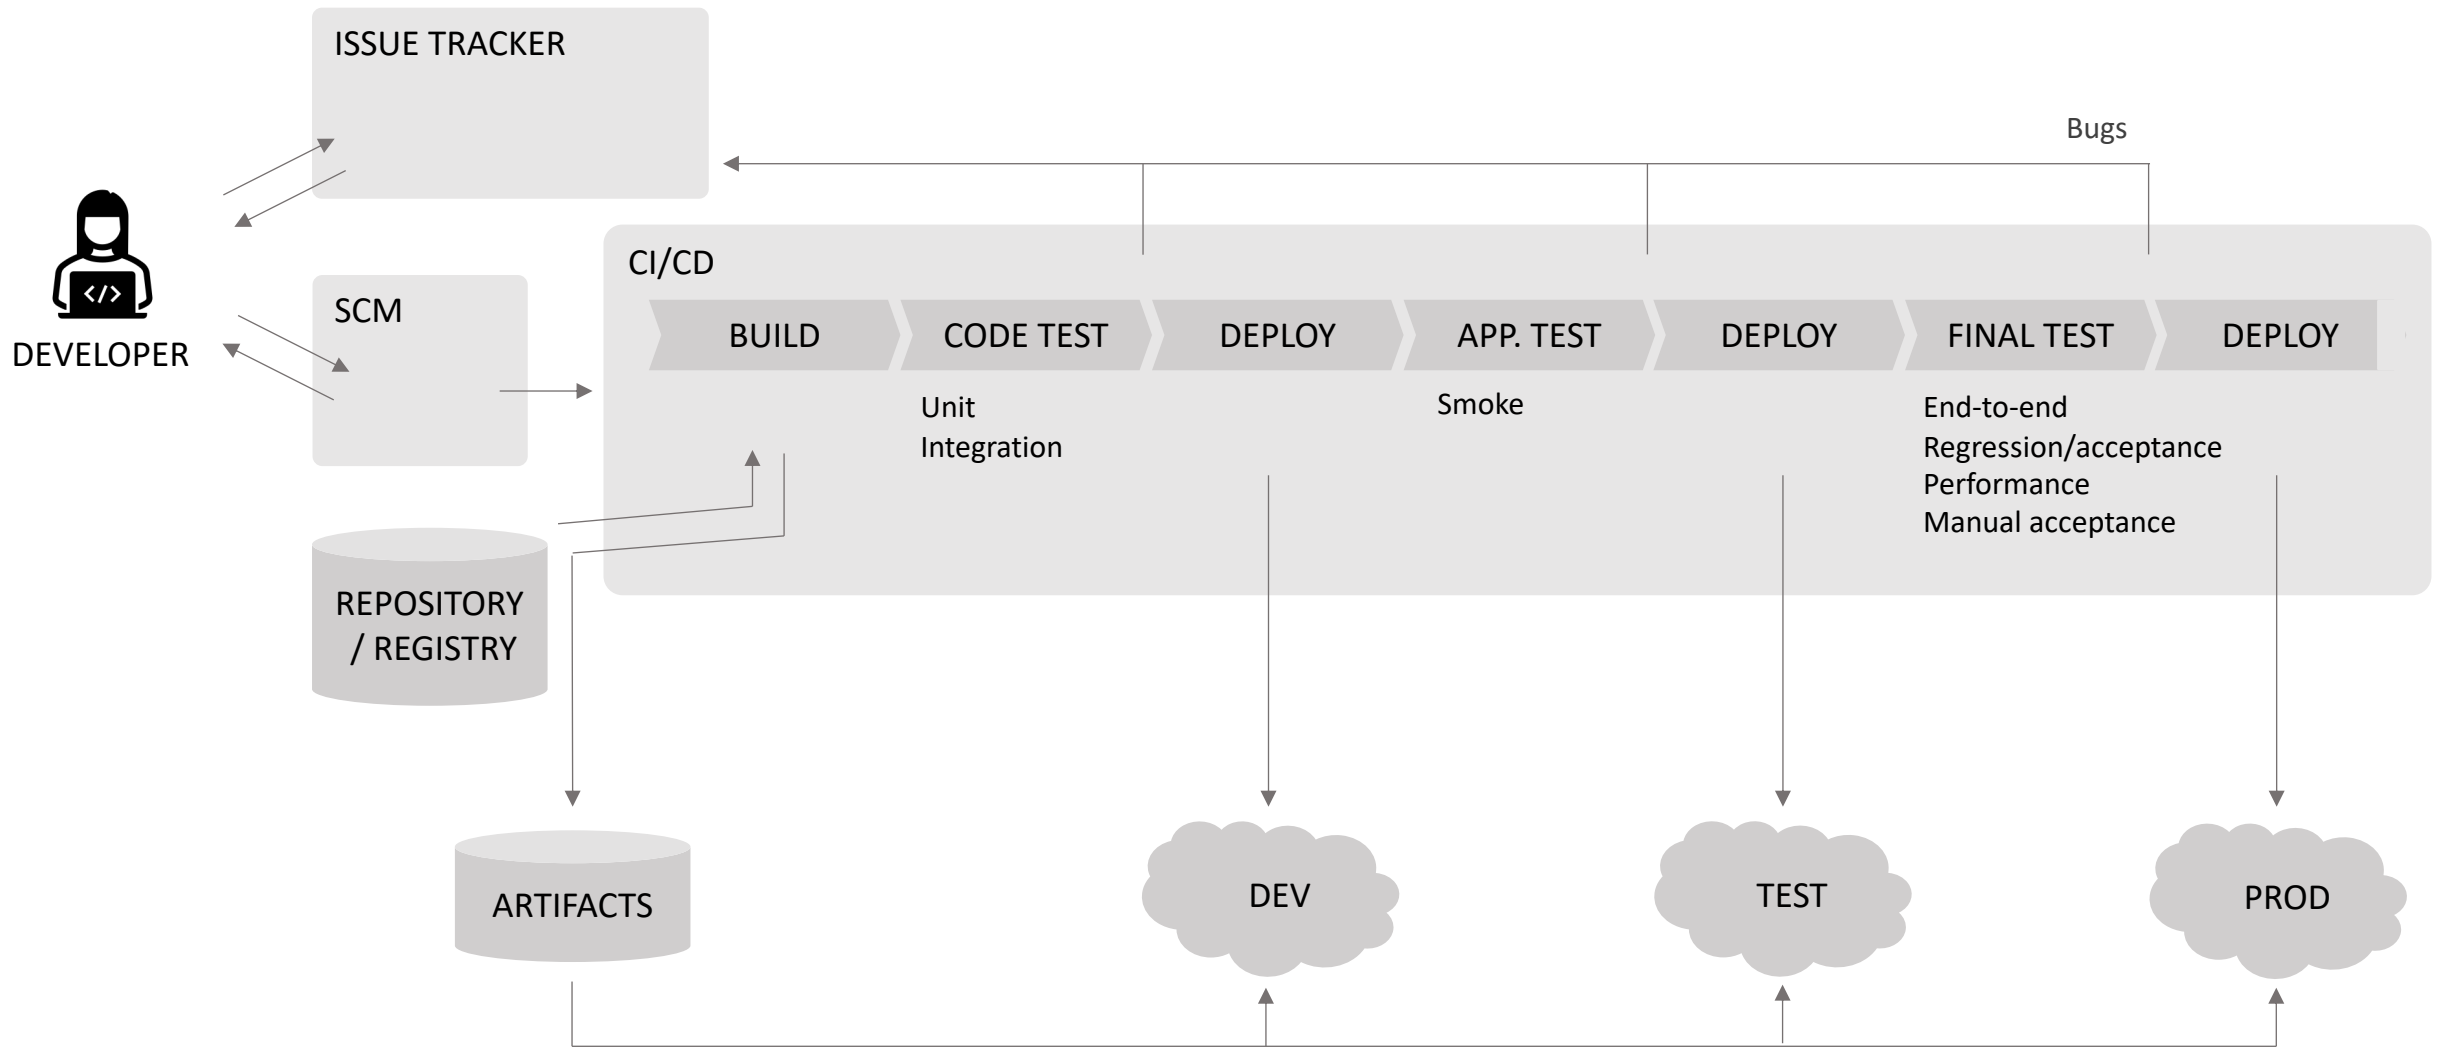 ISSUE TRACKER
Bugs
DEVELOPER
</>
SCM
CI/CD
BUILD
CODE TEST
DEPLOY
APP. TEST
DEPLOY
FINAL TEST
DEPLOY
Unit
Integration
Smoke
End-to-end
Regression/acceptance
Performance
Manual acceptance
REPOSITORY
/ REGISTRY
ARTIFACTS
DEV
TEST
PROD